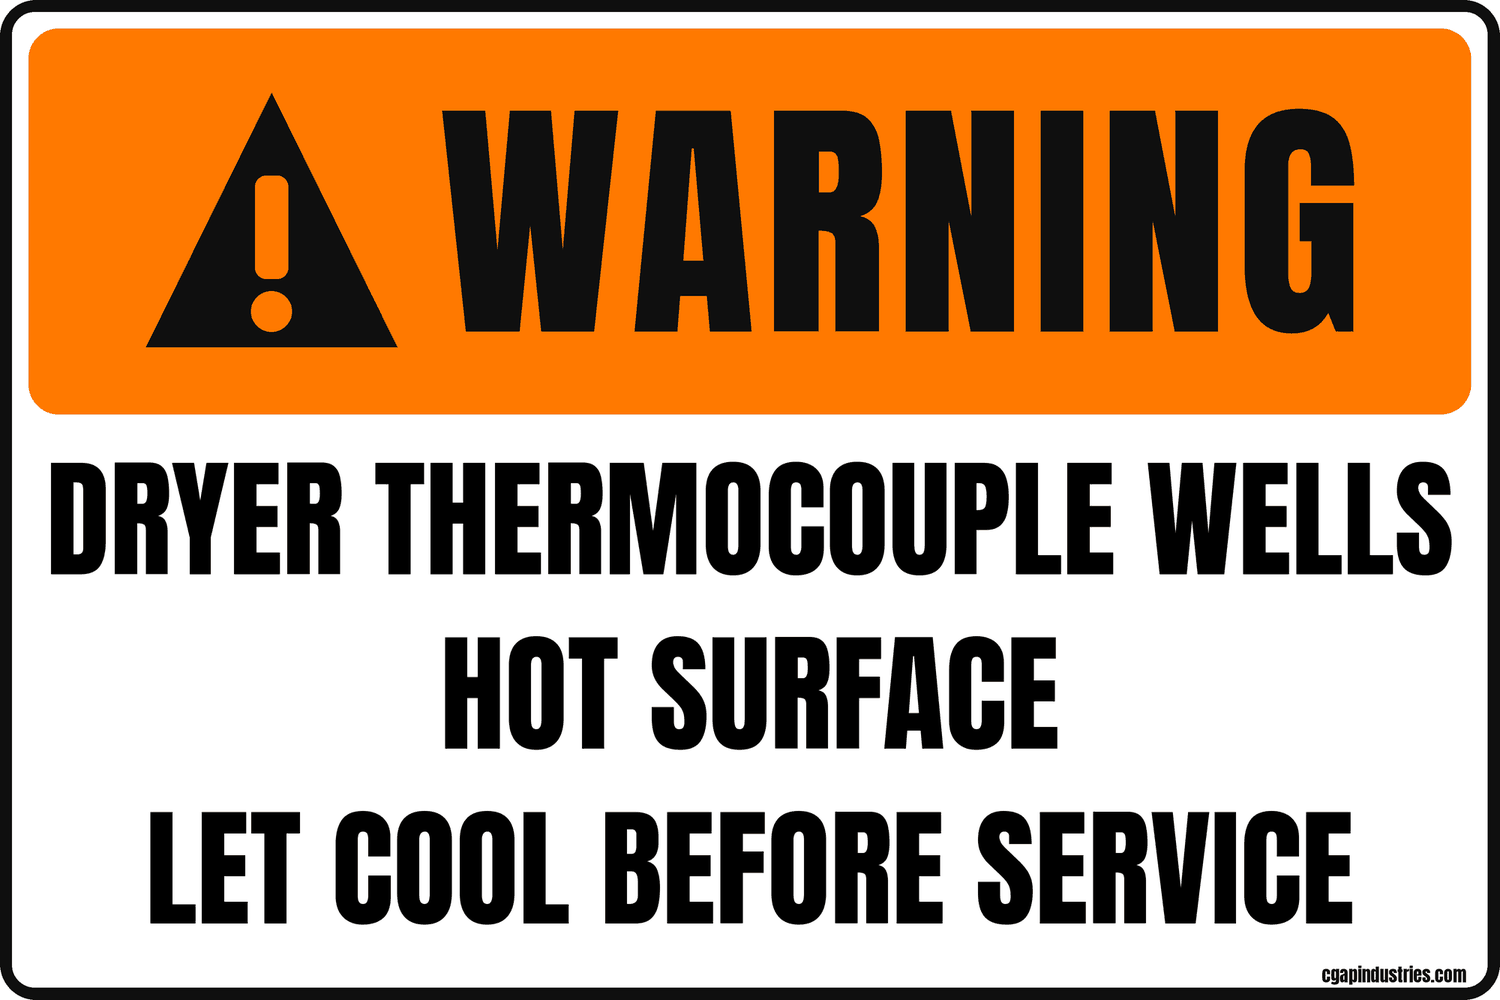 WARNING
DRYER THERMOCOUPLE WELLS
HOT SURFACE
LET COOL BEFORE SERVICE
cgapindustries.com